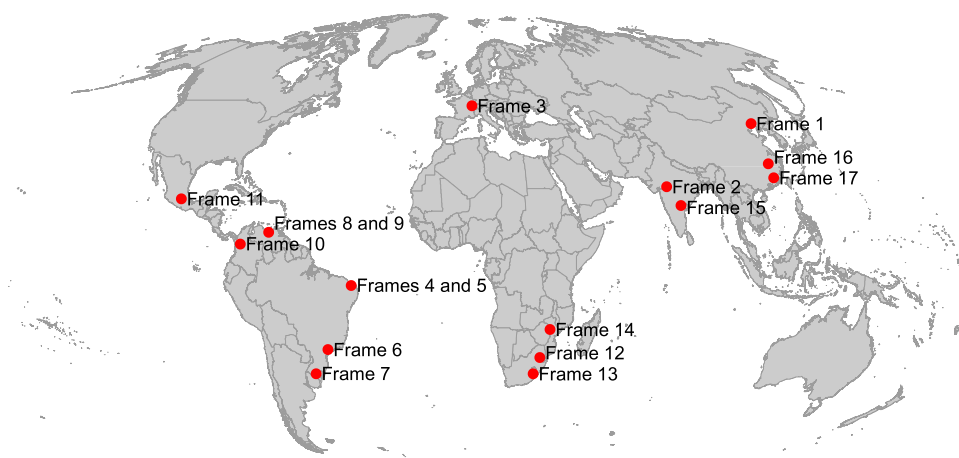 Frame 3
Frame 1
Frame 16
Frame 17
Frame 2
Frame 11
Frame 15
Frames 8 and 9
Frame 10
Frames 4 and 5
Frame 14
Frame 6
Frame 12
Frame 7
Frame 13